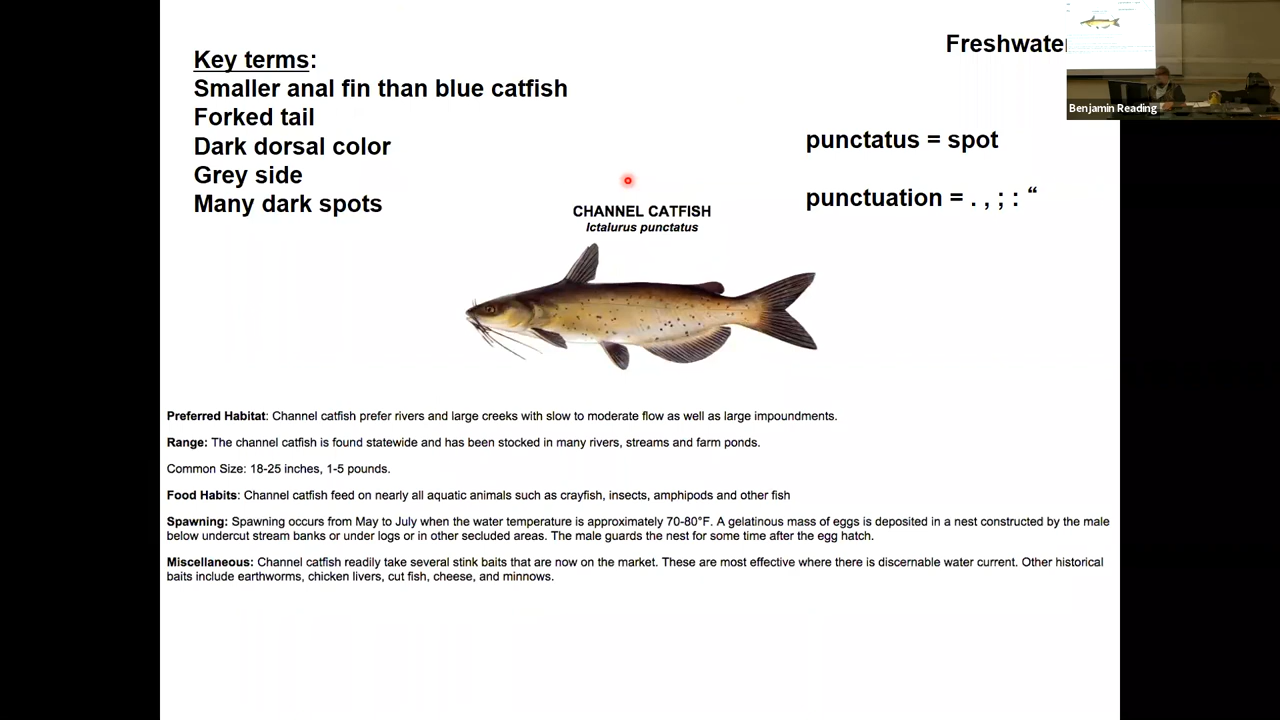 Key terms:
Smaller anal fin than blue catfish
Forked tail
Dark dorsal color
Grey side
Many dark spots
Freshwater
Benjamin Reading
punctatus = spot
punctuation = . , ; : “
CHANNEL CATFISH
Ictalurus punctatus
Preferred Habitat: Channel catfish prefer rivers and large creeks with slow to moderate flow as well as large impoundments.
Range: The channel catfish is found statewide and has been stocked in many rivers, streams and farm ponds.
Common Size: 18-25 inches, 1-5 pounds.
Food Habits: Channel catfish feed on nearly all aquatic animals such as crayfish, insects, amphipods and other fish
Spawning: Spawning occurs from May to July when the water temperature is approximately 70-80°F. A gelatinous mass of eggs is deposited in a nest constructed by the male
below undercut stream banks or under logs or in other secluded areas. The male guards the nest for some time after the egg hatch.
Miscellaneous: Channel catfish readily take several stink baits that are now on the market. These are most effective where there is discernable water current. Other historical
baits include earthworms, chicken livers, cut fish, cheese, and minnows.